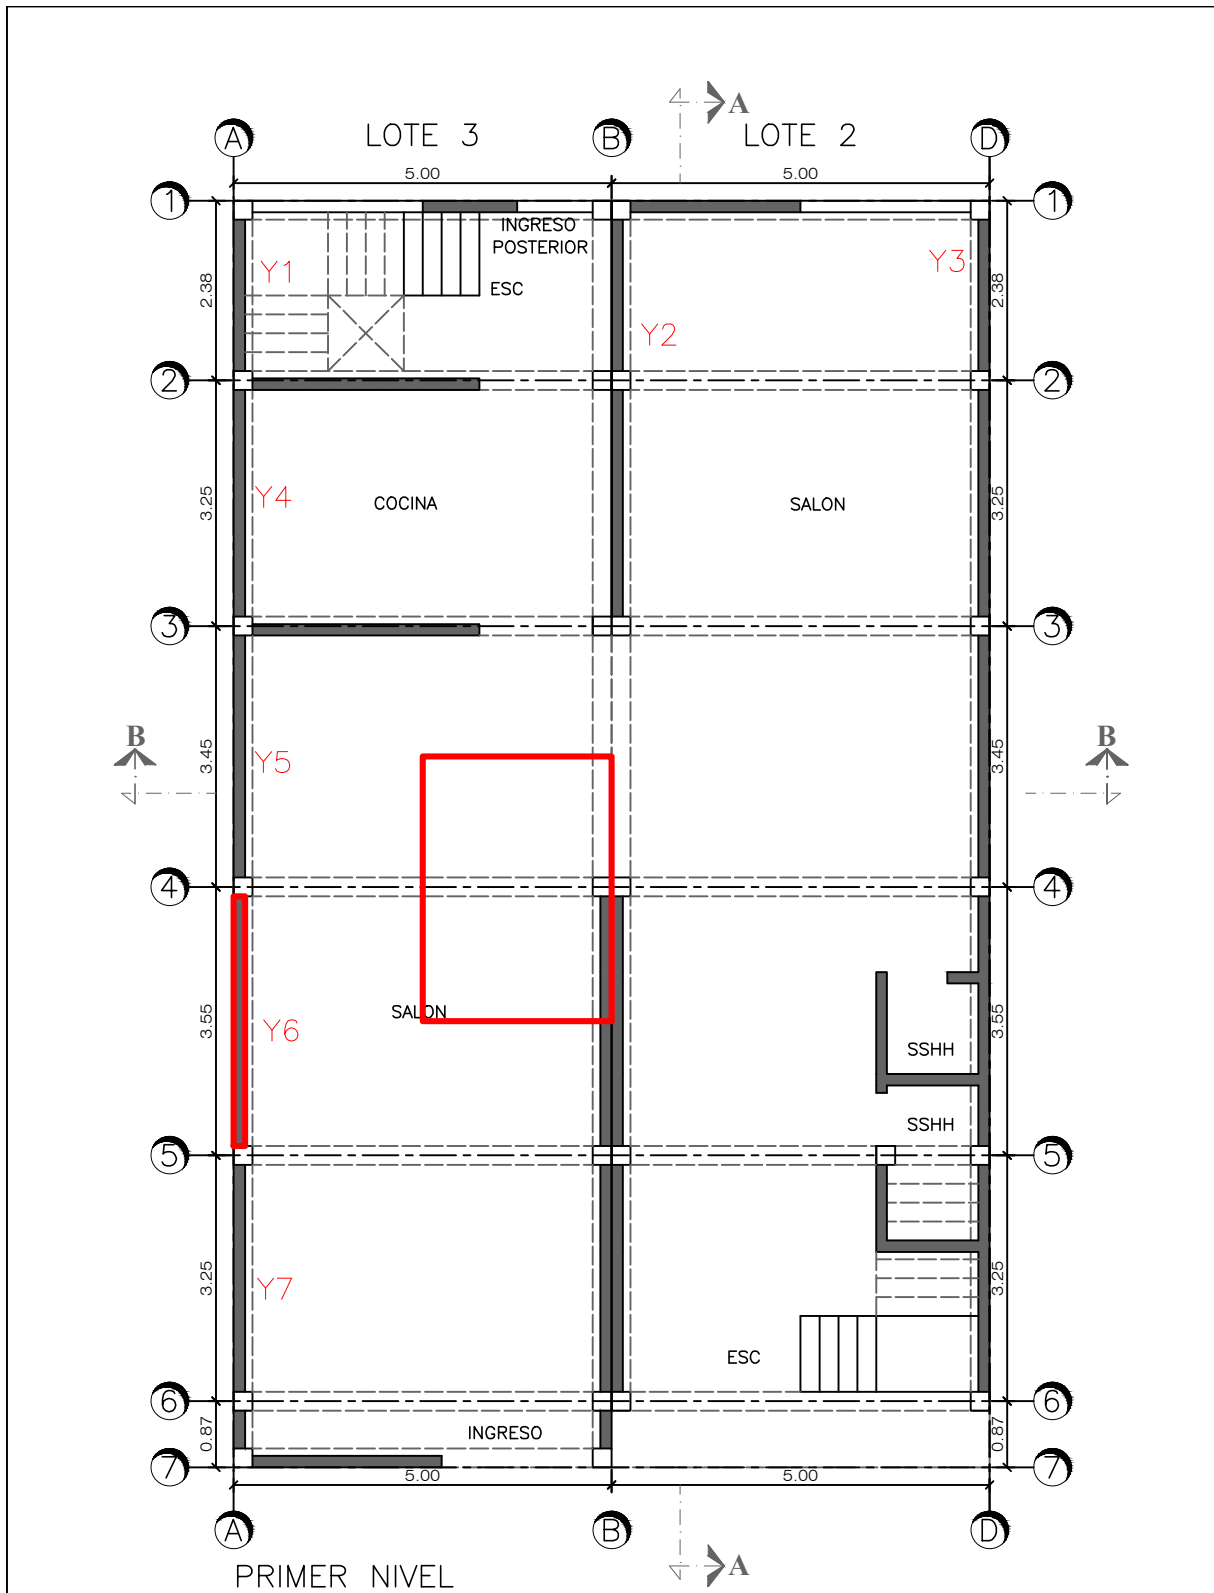 A
A
LOTE 3
B
LOTE 2
D
5.00
5.00
1
1
INGRESO
POSTERIOR
Y1
Y3
2.38
ESC
2.38
Y2
2
2
Y4
COCINA
SALON
3.25
3.25
3
3
B
B
Y5
3.45
3.45
4
4
SALON
Y6
3.55
3.55
SSHH
SSHH
5
5
Y7
3.25
3.25
ESC
6
6
INGRESO
0.87
0.87
7
7
5.00
5.00
A
B
D
A
PRIMER NIVEL